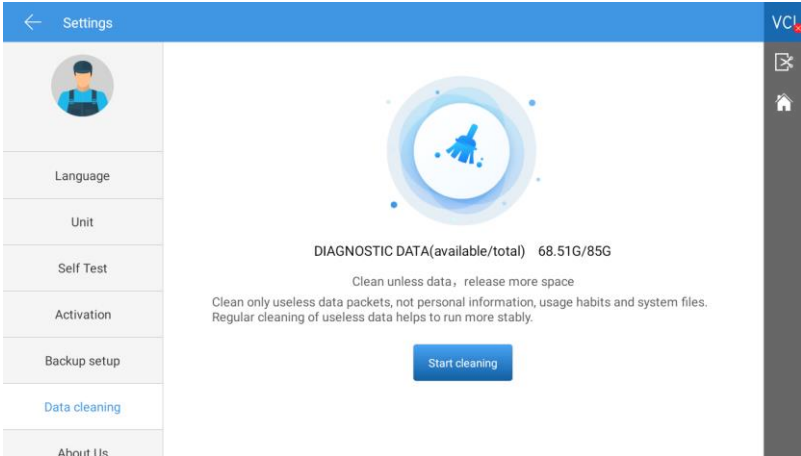 Settings
VCI
Language
Unit
Self Test
Activation
Backup setup
Data cleaning
About Us
DIAGNOSTIC DATA(available/total) 68.51G/85G
Clean unless data，release more space
Clean only useless data packets, not personal information, usage habits and system files.
Regular cleaning of useless data helps to run more stably.
Start cleaning